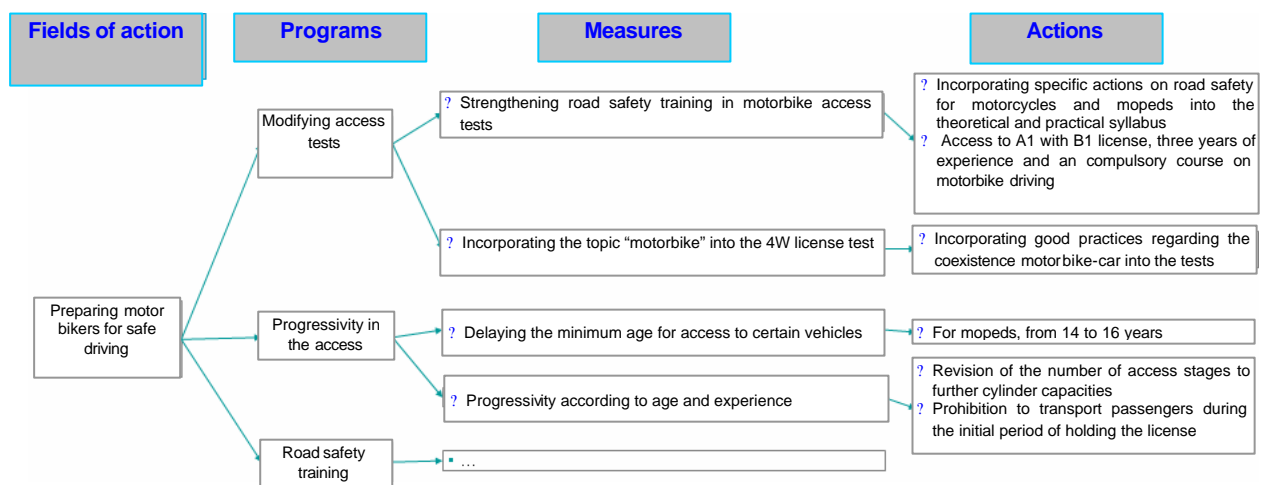 Fields of action
Programs
Measures
Actions
Preparing motor
bikers for safe
driving
Modifying access
tests
? Strengthening road safety training in motorbike access
tests
? Incorporating specific actions on road safety
for motorcycles and mopeds into the
theoretical and practical syllabus
? Access to A1 with B1 license, three years of
experience and an compulsory course on
motorbike driving
? Incorporating the topic “motorbike” into the 4W license test
? Incorporating good practices regarding the
coexistence motorbike-car into the tests
Progressivity in
the access
? Delaying the minimum age for access to certain vehicles
? For mopeds, from 14 to 16 years
? Progressivity according to age and experience
? Revision of the number of access stages to
further cylinder capacities
? Prohibition to transport passengers during
the initial period of holding the license
Road safety
training
▪ …